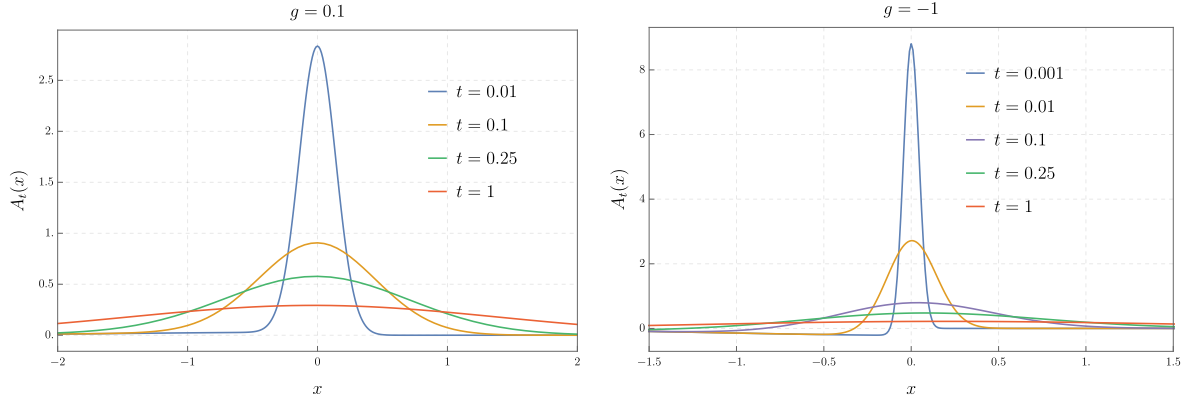 g = 0.1
2.5
2.
1.5
1.
0.5
0.
−2
−1
0
1
2
A_t(x)
x
t = 0.01
t = 0.1
t = 0.25
t = 1
g = −1
8
6
4
2
0
−1.5
−1.
−0.5
0.
0.5
1.
1.5
A_t(x)
x
t = 0.001
t = 0.01
t = 0.1
t = 0.25
t = 1